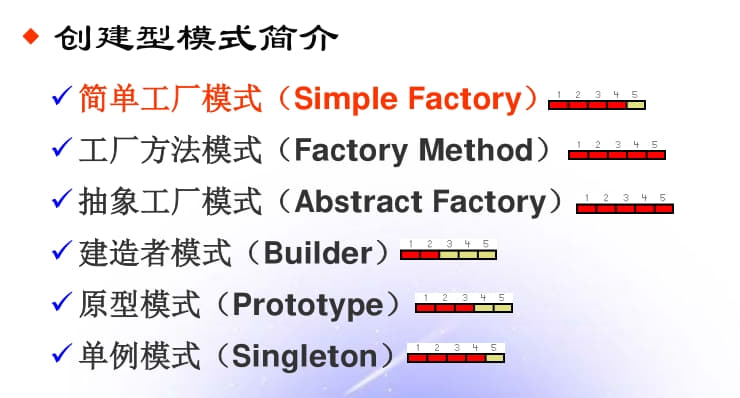 创建型模式简介
简单工厂模式（Simple Factory） 1 2 3 4 5
工厂方法模式（Factory Method） 1 2 3 4 5
抽象工厂模式（Abstract Factory） 1 2 3 4 5
建造者模式（Builder） 1 2 3 4 5
原型模式（Prototype） 1 2 3 4 5
单例模式（Singleton） 1 2 3 4 5